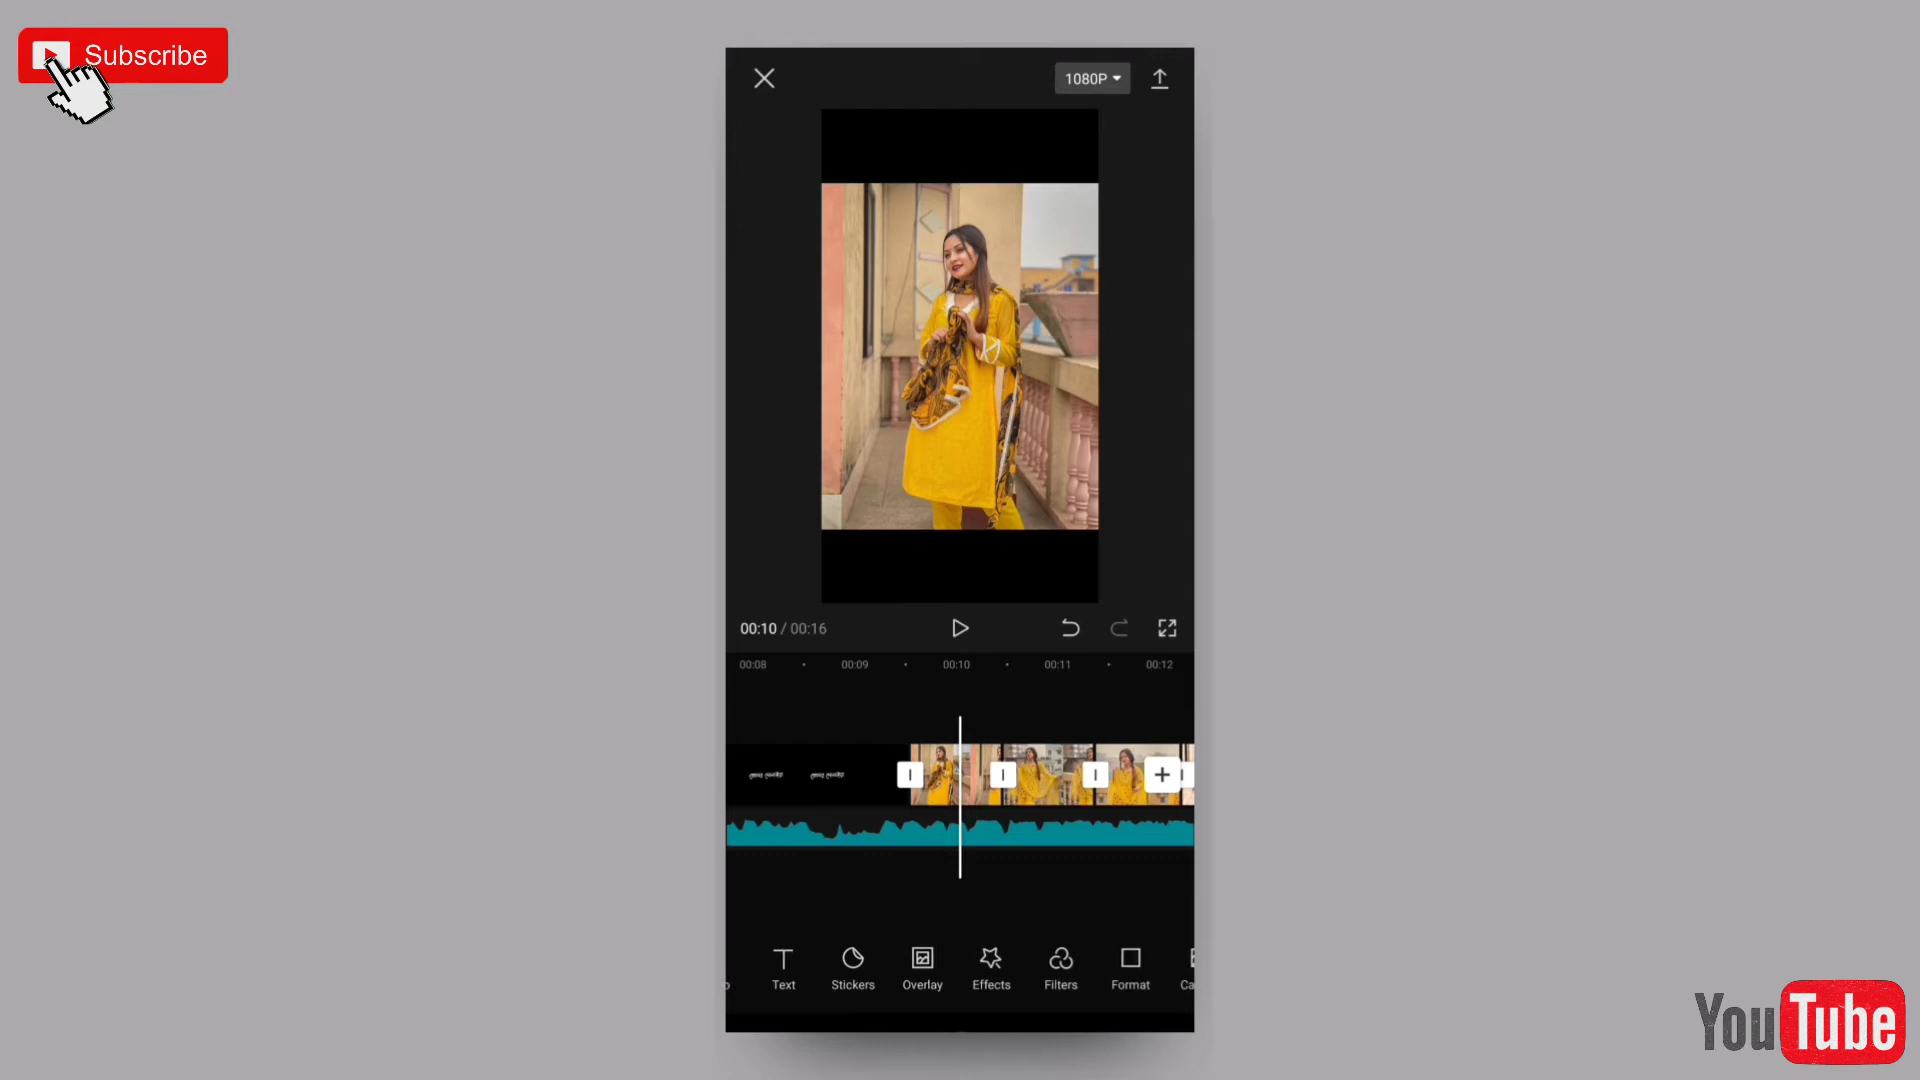 Subscribe
1080P
00:10 / 00:16
00:08
00:09
00:10
00:11
00:12
Text
Stickers
Overlay
Effects
Filters
Format
Ca
YouTube